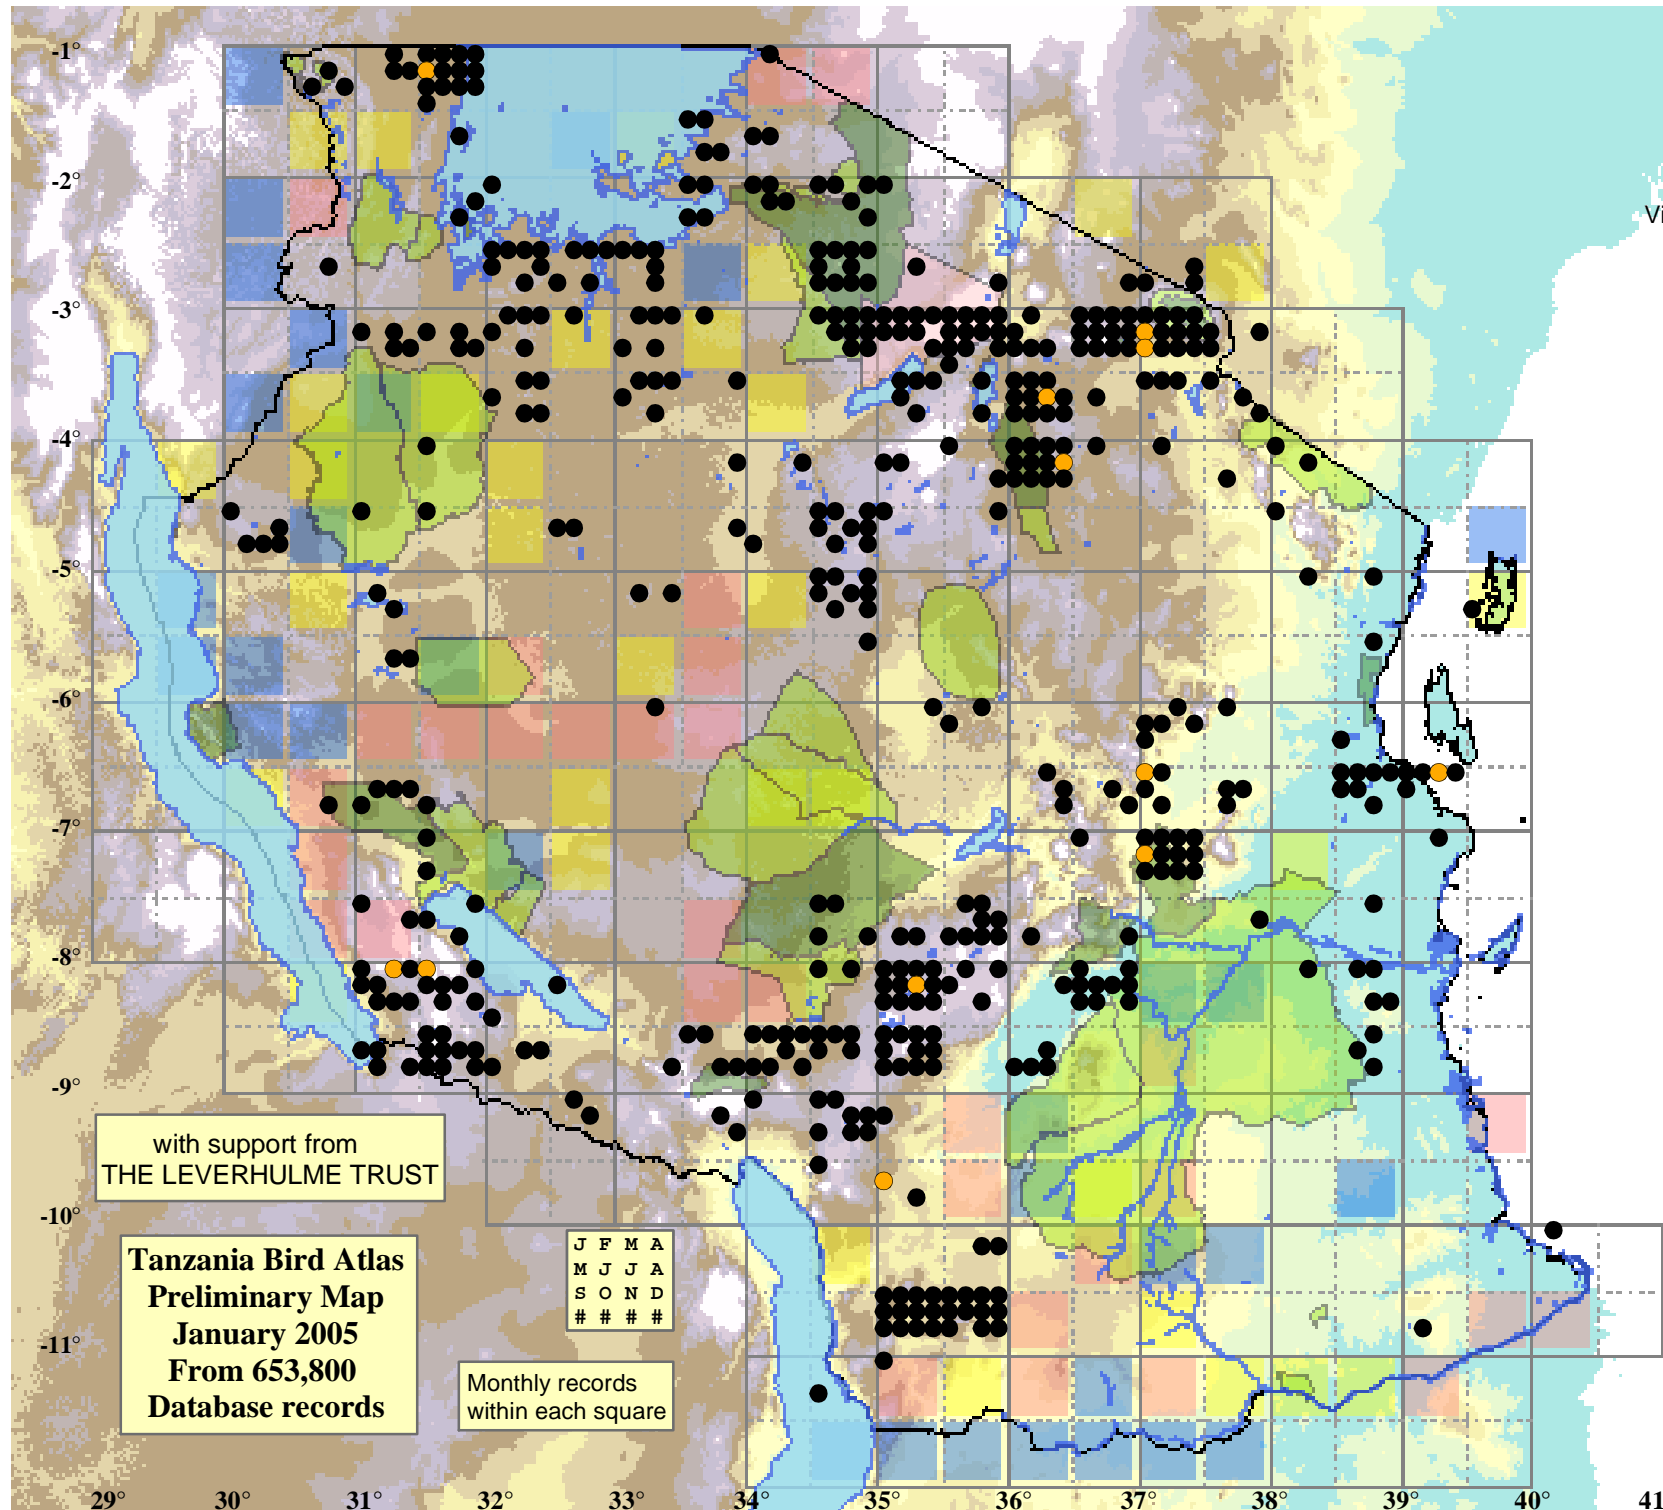 -1°
-2°
Vi
-3°
-4°
-5°
-6°
-7°
-8°
-9°
with support from
THE LEVERHULME TRUST
-10°
Tanzania Bird Atlas
Preliminary Map
January 2005
From 653,800
Database records
J F M A
M J J A
S O N D
# # # #
-11°
Monthly records
within each square
29° 30° 31° 32° 33° 34° 35° 36° 37° 38° 39° 40° 41